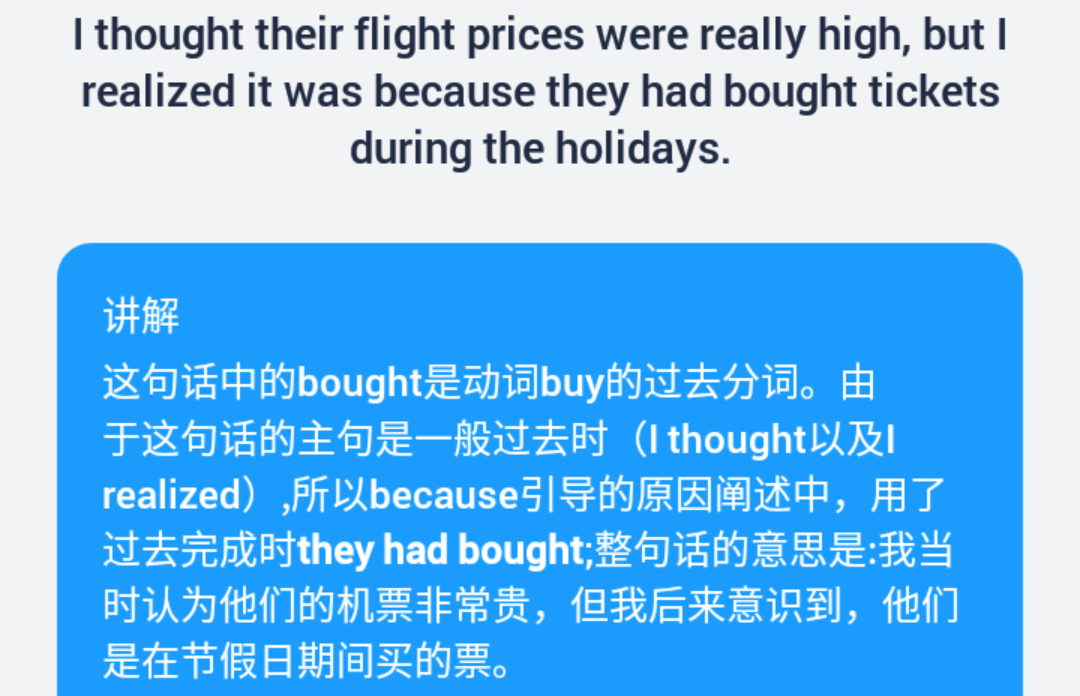 I thought their flight prices were really high, but I
realized it was because they had bought tickets
during the holidays.
讲解
这句话中的bought是动词buy的过去分词。由
于这句话的主句是一般过去时（I thought以及I
realized）,所以because引导的原因阐述中，用了
过去完成时they had bought;整句话的意思是:我当
时认为他们的机票非常贵，但我后来意识到，他们
是在节假日期间买的票。